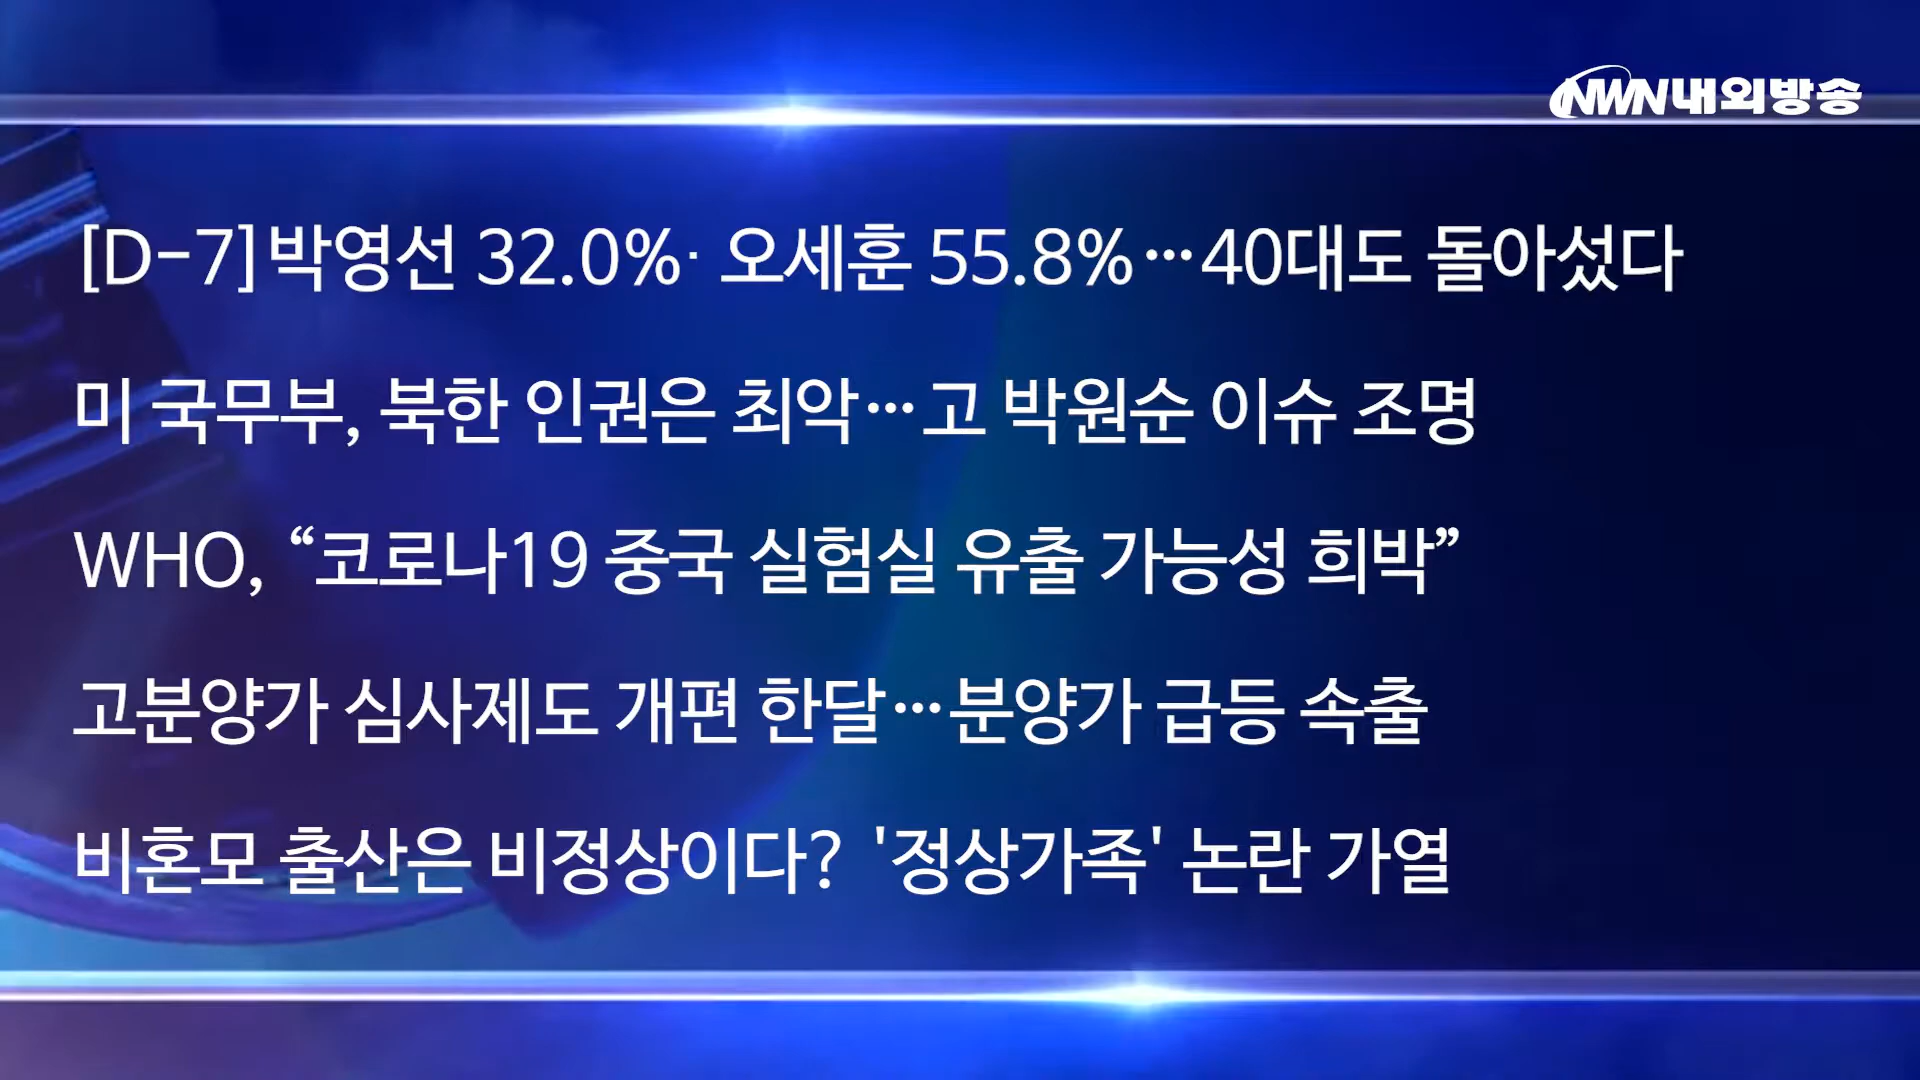 NWN내외방송
[D-7]박영선 32.0%· 오세훈 55.8%…40대도 돌아섰다
미 국무부, 북한 인권은 최악…고 박원순 이슈 조명
WHO, “코로나19 중국 실험실 유출 가능성 희박”
고분양가 심사제도 개편 한달…분양가 급등 속출
비혼모 출산은 비정상이다? '정상가족' 논란 가열